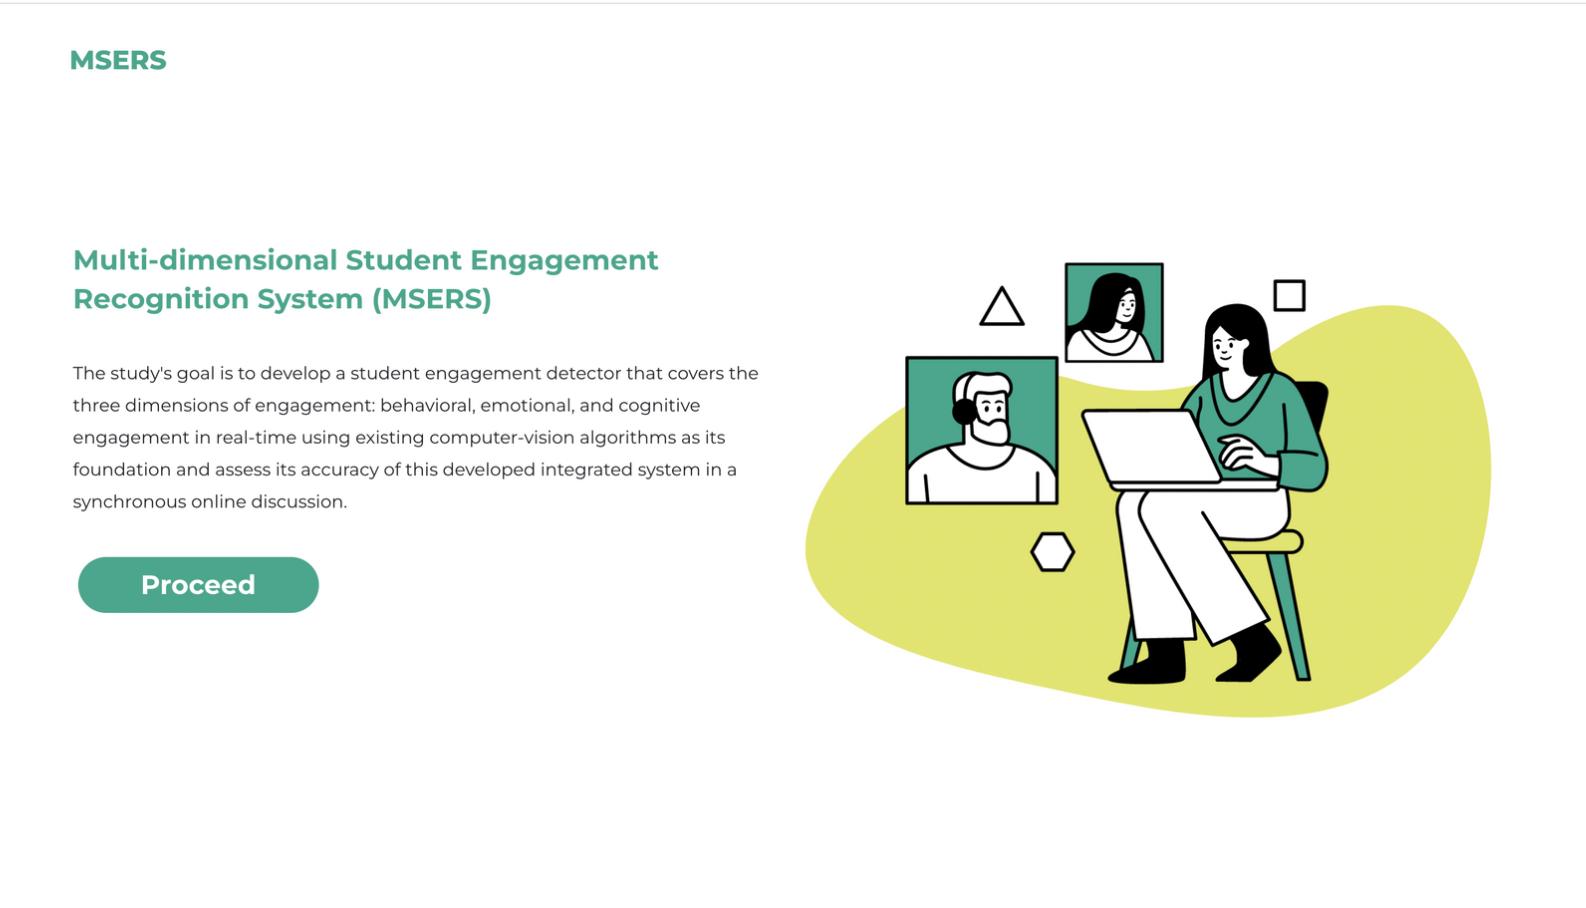 MSERS
Multi-dimensional Student Engagement
Recognition System (MSERS)
The study's goal is to develop a student engagement detector that covers the
three dimensions of engagement: behavioral, emotional, and cognitive
engagement in real-time using existing computer-vision algorithms as its
foundation and assess its accuracy of this developed integrated system in a
synchronous online discussion.
Proceed